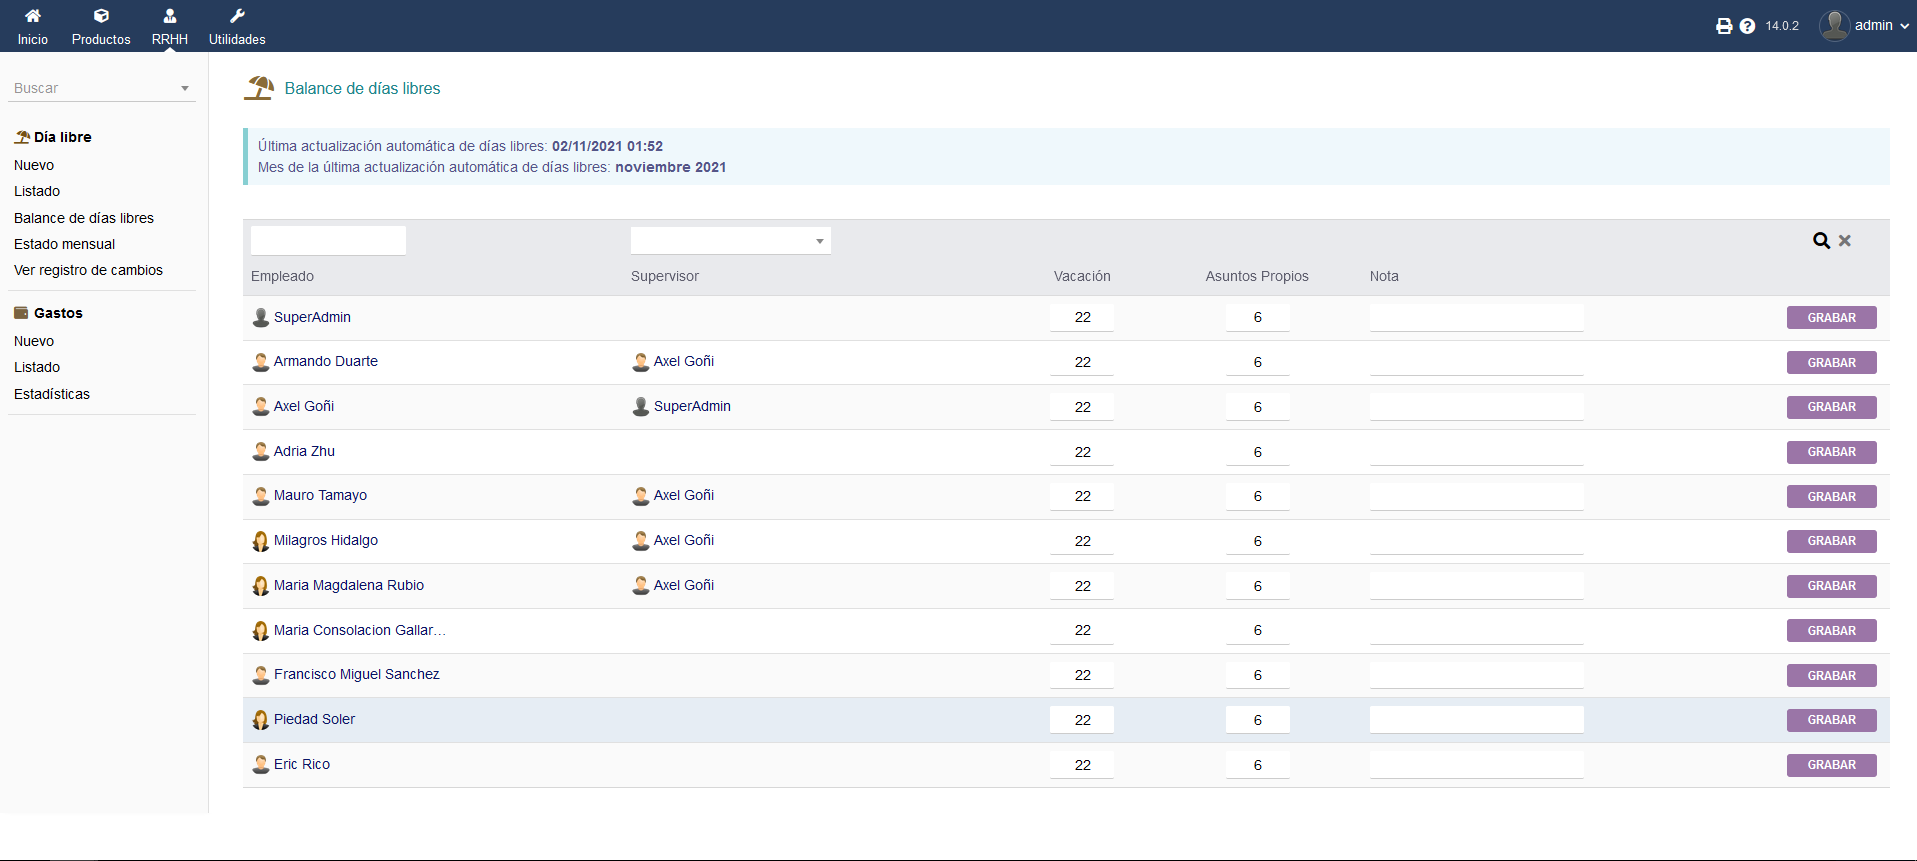 Inicio Productos RRHH Utilidades 14.0.2 admin
Buscar
Día libre
Nuevo
Listado
Balance de días libres
Estado mensual
Ver registro de cambios
Gastos
Nuevo
Listado
Estadísticas
Balance de días libres
Última actualización automática de días libres: 02/11/2021 01:52
Mes de la última actualización automática de días libres: noviembre 2021
Empleado Supervisor Vacación Asuntos Propios Nota
SuperAdmin 22 6 GRABAR
Armando Duarte Axel Goñi 22 6 GRABAR
Axel Goñi SuperAdmin 22 6 GRABAR
Adria Zhu 22 6 GRABAR
Mauro Tamayo Axel Goñi 22 6 GRABAR
Milagros Hidalgo Axel Goñi 22 6 GRABAR
Maria Magdalena Rubio Axel Goñi 22 6 GRABAR
Maria Consolacion Gallar... 22 6 GRABAR
Francisco Miguel Sanchez 22 6 GRABAR
Piedad Soler 22 6 GRABAR
Eric Rico 22 6 GRABAR